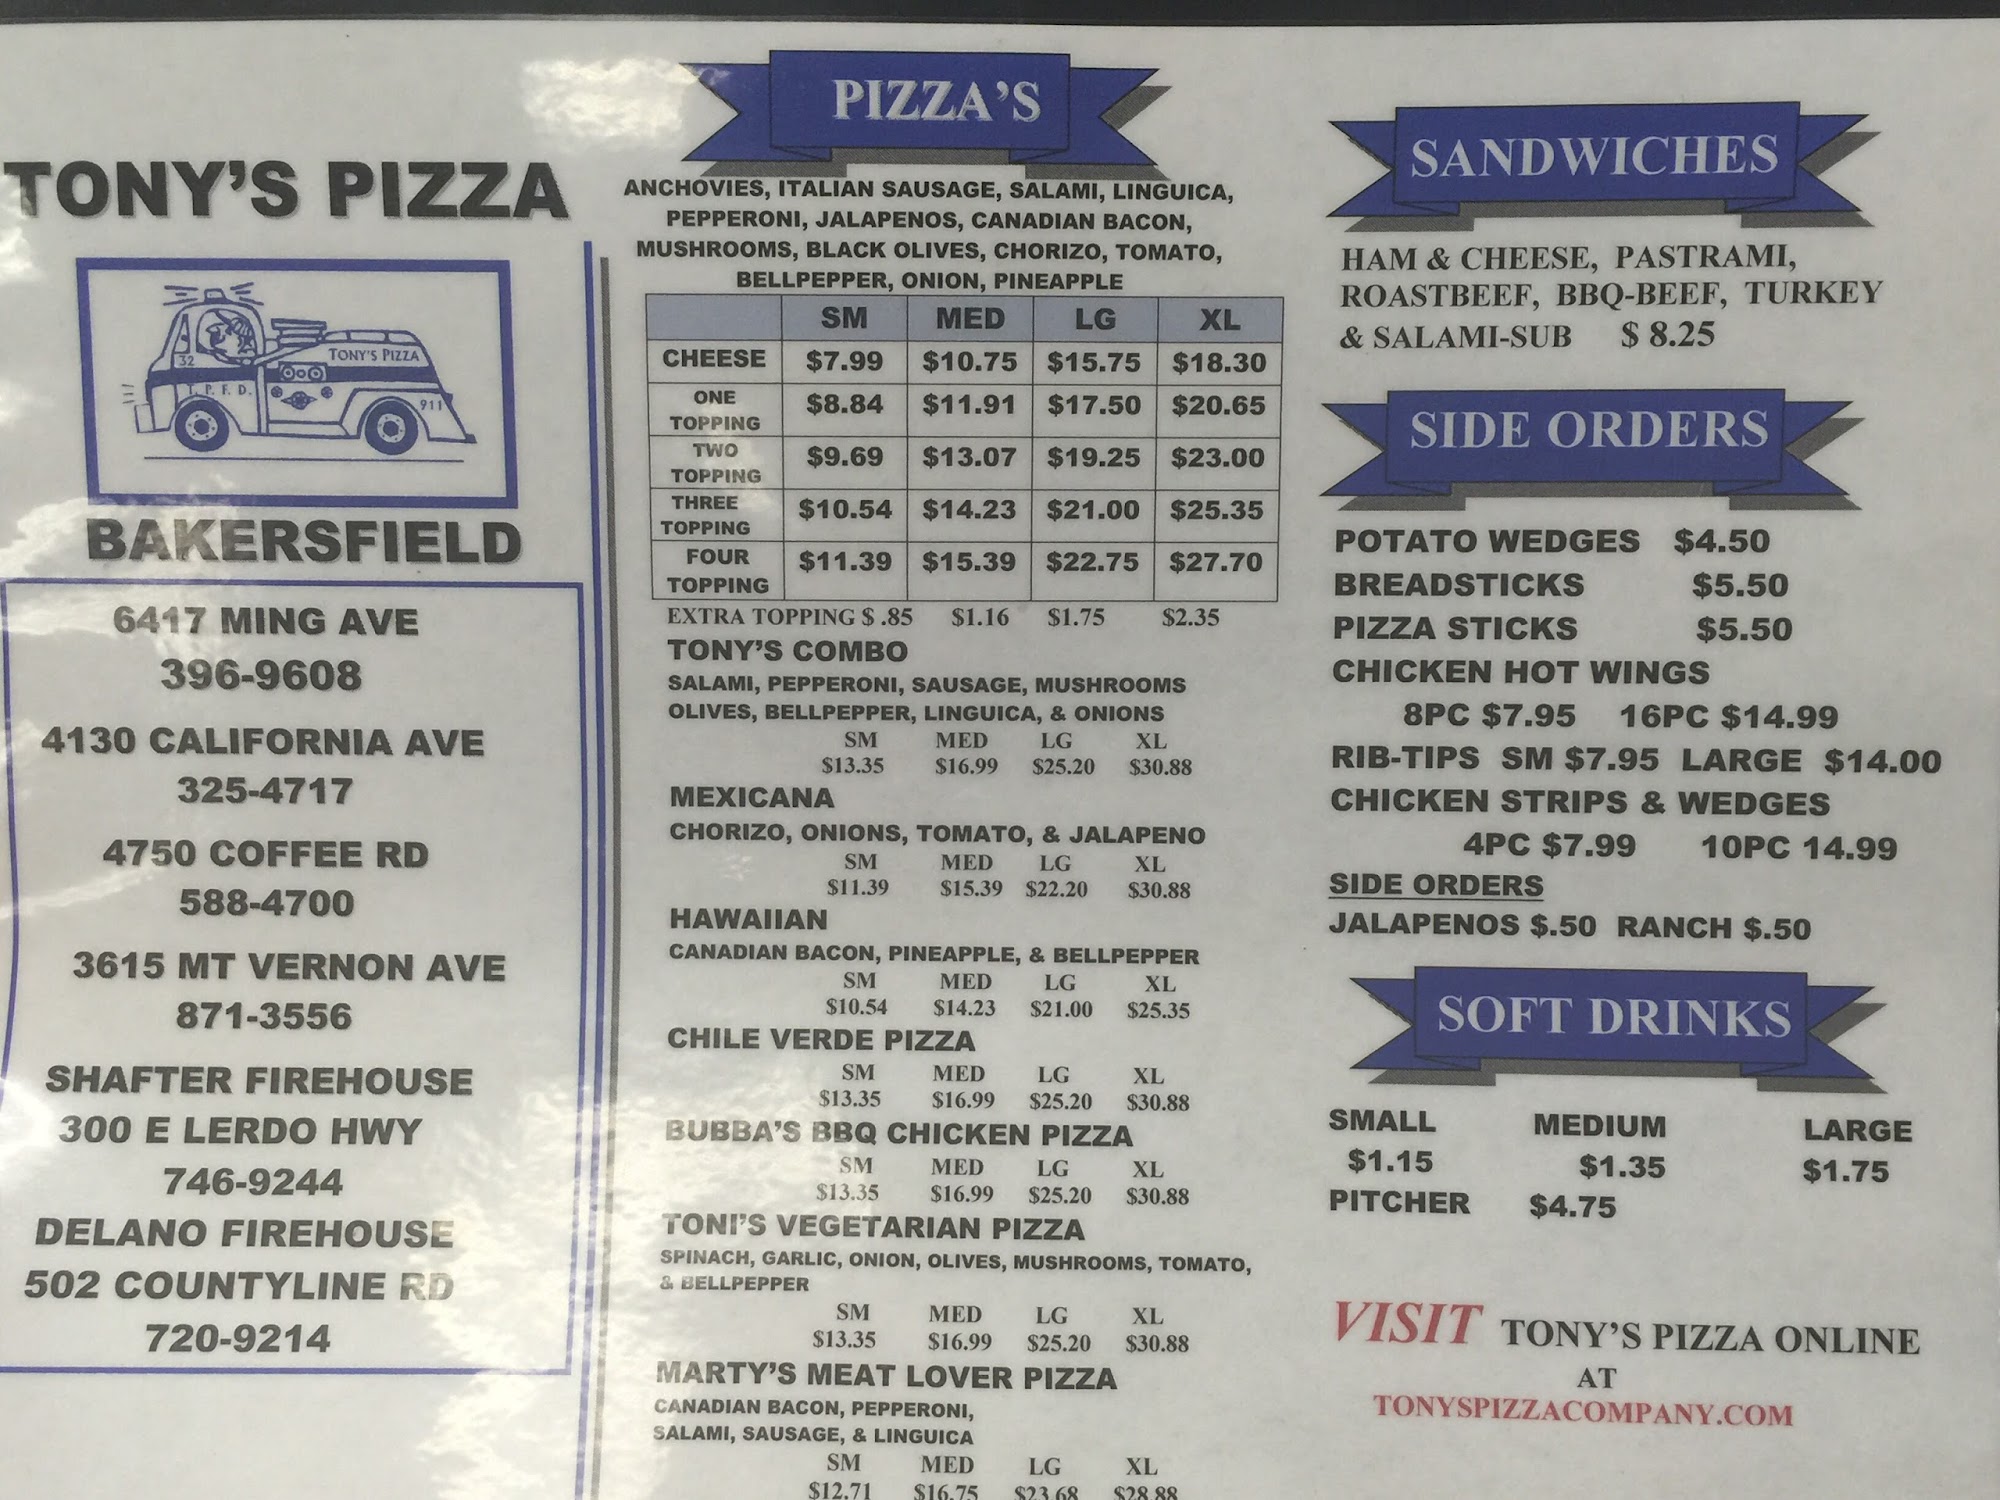 TONY'S PIZZA
32
TONY'S PIZZA
T. P. F. D.
911
BAKERSFIELD
6417 MING AVE
396-9608
4130 CALIFORNIA AVE
325-4717
4750 COFFEE RD
588-4700
3615 MT VERNON AVE
871-3556
SHAFTER FIREHOUSE
300 E LERDO HWY
746-9244
DELANO FIREHOUSE
502 COUNTYLINE RD
720-9214
PIZZA'S
ANCHOVIES, ITALIAN SAUSAGE, SALAMI, LINGUICA,
PEPPERONI, JALAPENOS, CANADIAN BACON,
MUSHROOMS, BLACK OLIVES, CHORIZO, TOMATO,
BELLPEPPER, ONION, PINEAPPLE
SM MED LG XL
CHEESE $7.99 $10.75 $15.75 $18.30
ONE TOPPING $8.84 $11.91 $17.50 $20.65
TWO TOPPING $9.69 $13.07 $19.25 $23.00
THREE TOPPING $10.54 $14.23 $21.00 $25.35
FOUR TOPPING $11.39 $15.39 $22.75 $27.70
EXTRA TOPPING $ .85 $1.16 $1.75 $2.35
TONY'S COMBO
SALAMI, PEPPERONI, SAUSAGE, MUSHROOMS
OLIVES, BELLPEPPER, LINGUICA, & ONIONS
SM MED LG XL
$13.35 $16.99 $25.20 $30.88
MEXICANA
CHORIZO, ONIONS, TOMATO, & JALAPENO
SM MED LG XL
$11.39 $15.39 $22.20 $30.88
HAWAIIAN
CANADIAN BACON, PINEAPPLE, & BELLPEPPER
SM MED LG XL
$10.54 $14.23 $21.00 $25.35
CHILE VERDE PIZZA
SM MED LG XL
$13.35 $16.99 $25.20 $30.88
BUBBA'S BBQ CHICKEN PIZZA
SM MED LG XL
$13.35 $16.99 $25.20 $30.88
TONI'S VEGETARIAN PIZZA
SPINACH, GARLIC, ONION, OLIVES, MUSHROOMS, TOMATO,
& BELLPEPPER
SM MED LG XL
$13.35 $16.99 $25.20 $30.88
MARTY'S MEAT LOVER PIZZA
CANADIAN BACON, PEPPERONI,
SALAMI, SAUSAGE, & LINGUICA
SM MED LG XL
$12.71 $16.75 $23.68 $28.88
SANDWICHES
HAM & CHEESE, PASTRAMI,
ROASTBEEF, BBQ-BEEF, TURKEY
& SALAMI-SUB $ 8.25
SIDE ORDERS
POTATO WEDGES $4.50
BREADSTICKS $5.50
PIZZA STICKS $5.50
CHICKEN HOT WINGS
8PC $7.95 16PC $14.99
RIB-TIPS SM $7.95 LARGE $14.00
CHICKEN STRIPS & WEDGES
4PC $7.99 10PC 14.99
SIDE ORDERS
JALAPENOS $.50 RANCH $.50
SOFT DRINKS
SMALL MEDIUM LARGE
$1.15 $1.35 $1.75
PITCHER $4.75
VISIT TONY'S PIZZA ONLINE
AT
TONYSPIZZACOMPANY.COM